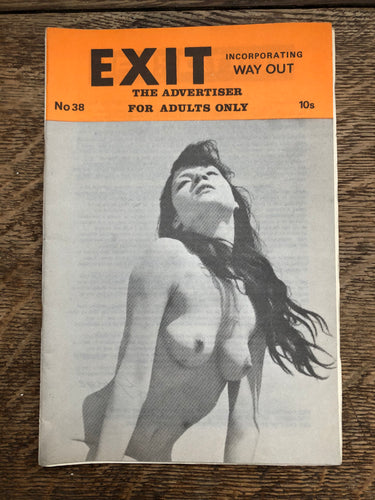 EXIT
INCORPORATING
WAY OUT
THE ADVERTISER
No 38
FOR ADULTS ONLY
10s